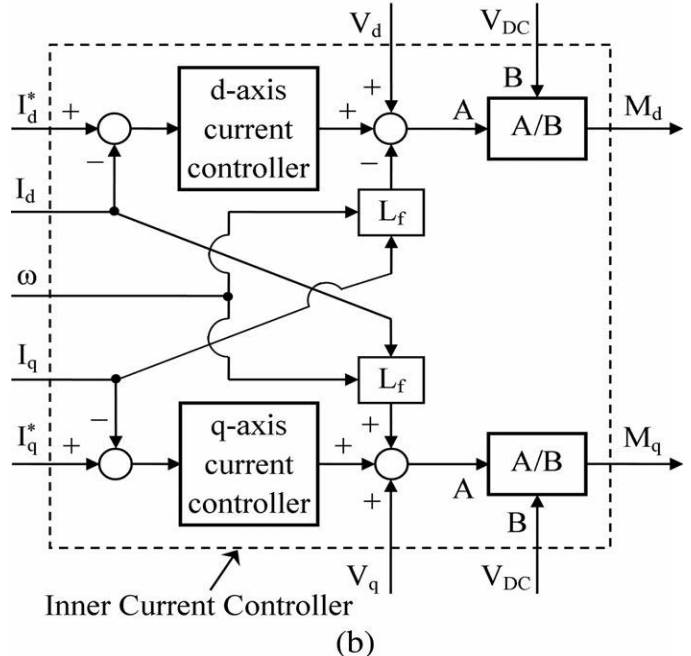 V_d
V_DC
I_d^*
+
−
d-axis
current
controller
+
+
−
A
B
A/B
M_d
I_d
L_f
ω
I_q
L_f
−
I_q^*
+
q-axis
current
controller
+
+
+
A
B
A/B
M_q
V_q
V_DC
Inner Current Controller
(b)